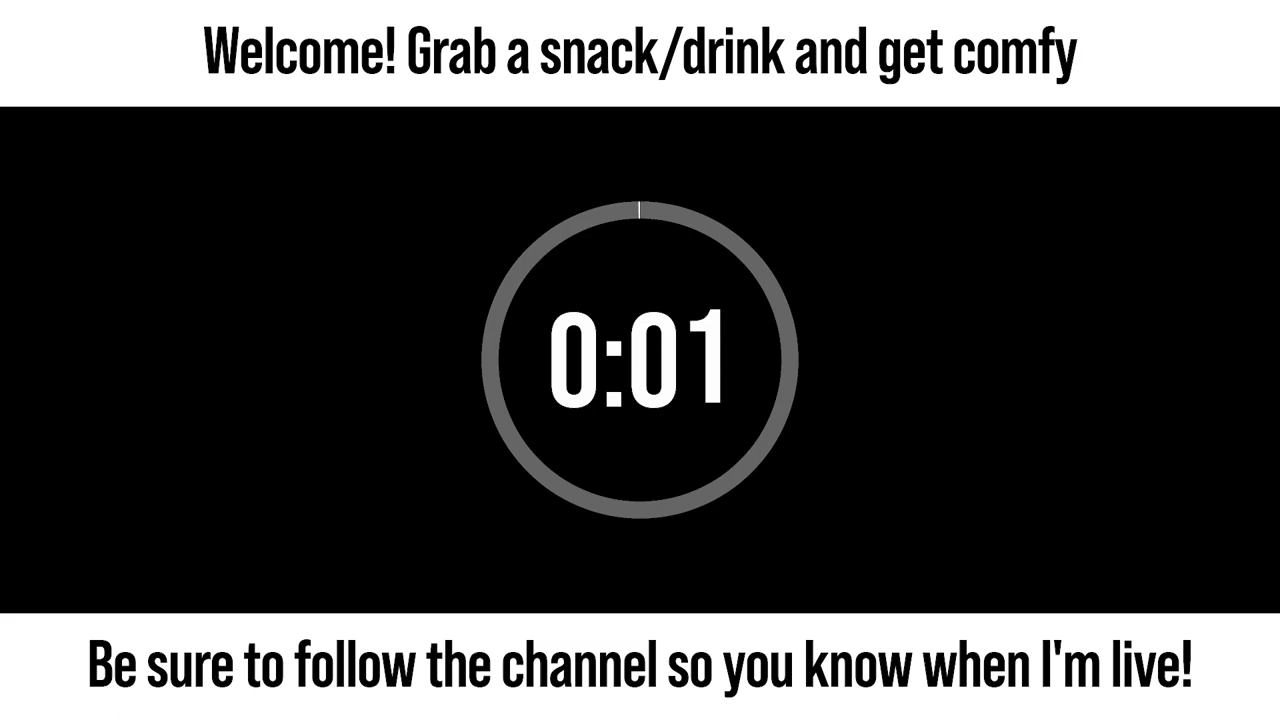 Welcome! Grab a snack/drink and get comfy
0:01
Be sure to follow the channel so you know when I'm live!